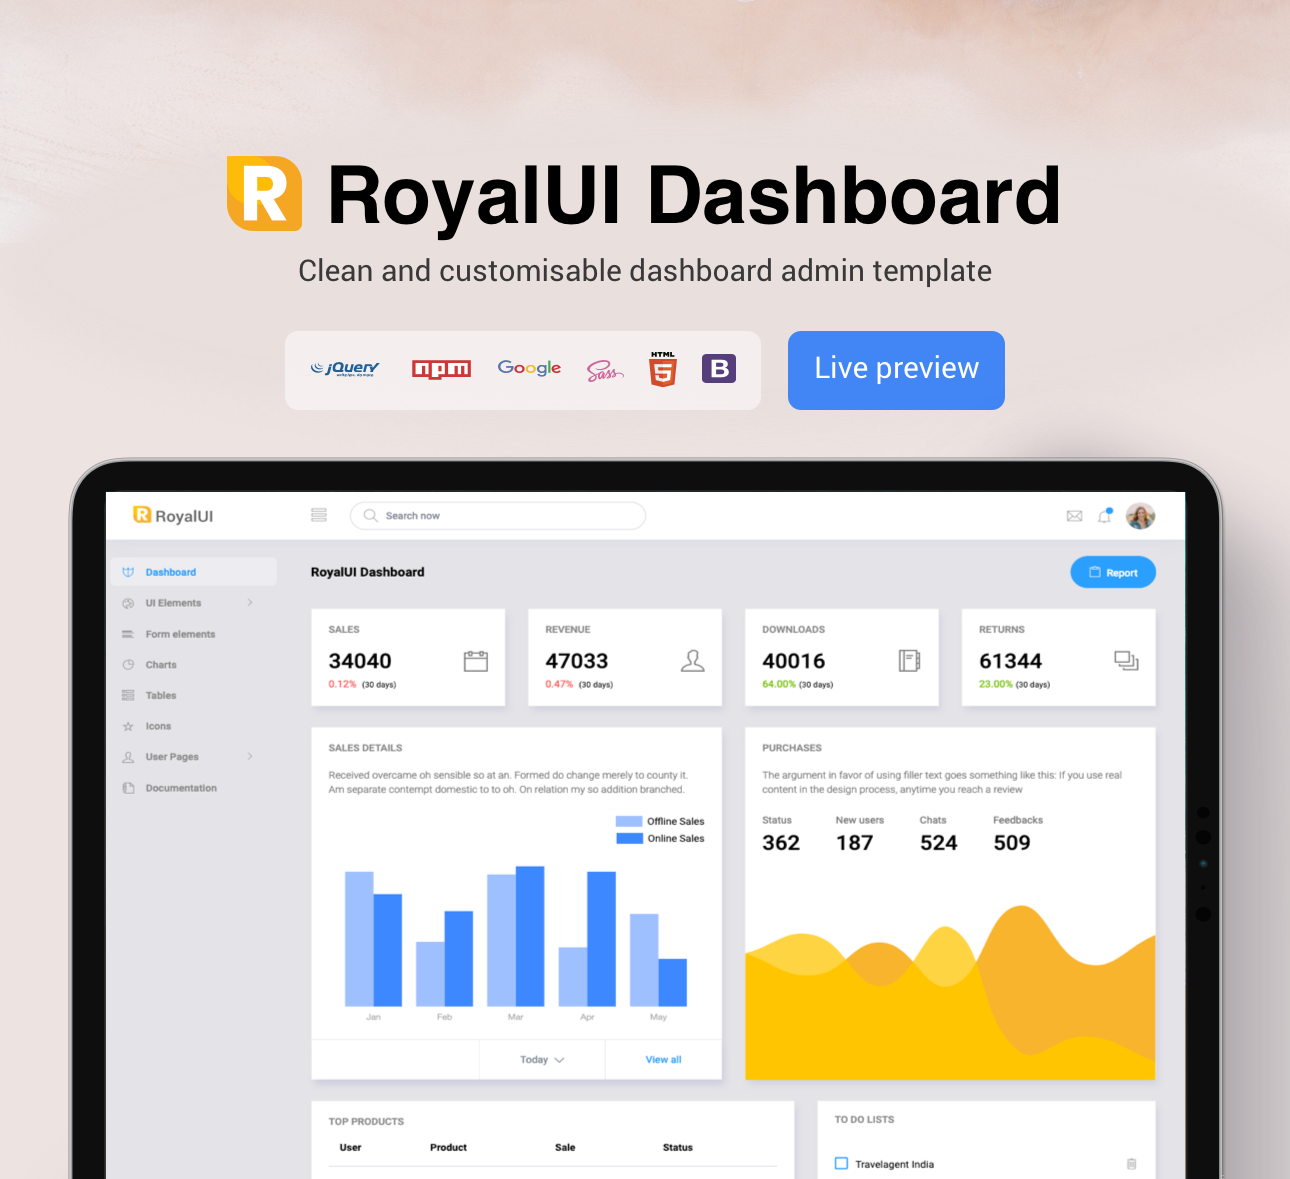 R RoyalUI Dashboard
Clean and customisable dashboard admin template
jQuery npm Google Sass HTML 5 B
Live preview
R RoyalUI
Search now
Dashboard
UI Elements
Form elements
Charts
Tables
Icons
User Pages
Documentation
RoyalUI Dashboard
Report
SALES
34040
0.12% (30 days)
REVENUE
47033
0.47% (30 days)
DOWNLOADS
40016
64.00% (30 days)
RETURNS
61344
23.00% (30 days)
SALES DETAILS
Received overcame oh sensible so at an. Formed do change merely to county it.
Am separate contempt domestic to to oh. On relation my so addition branched.
Offline Sales
Online Sales
Jan Feb Mar Apr May
Today
View all
PURCHASES
The argument in favor of using filler text goes something like this: If you use real
content in the design process, anytime you reach a review
Status New users Chats Feedbacks
362 187 524 509
TOP PRODUCTS
User Product Sale Status
TO DO LISTS
Travelagent India